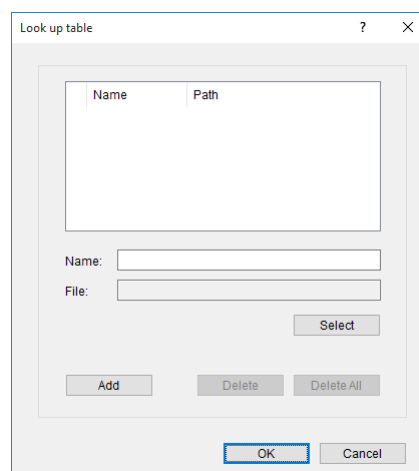 Look up table ? ×
Name Path
Name:
File:
Select
Add Delete Delete All
OK Cancel